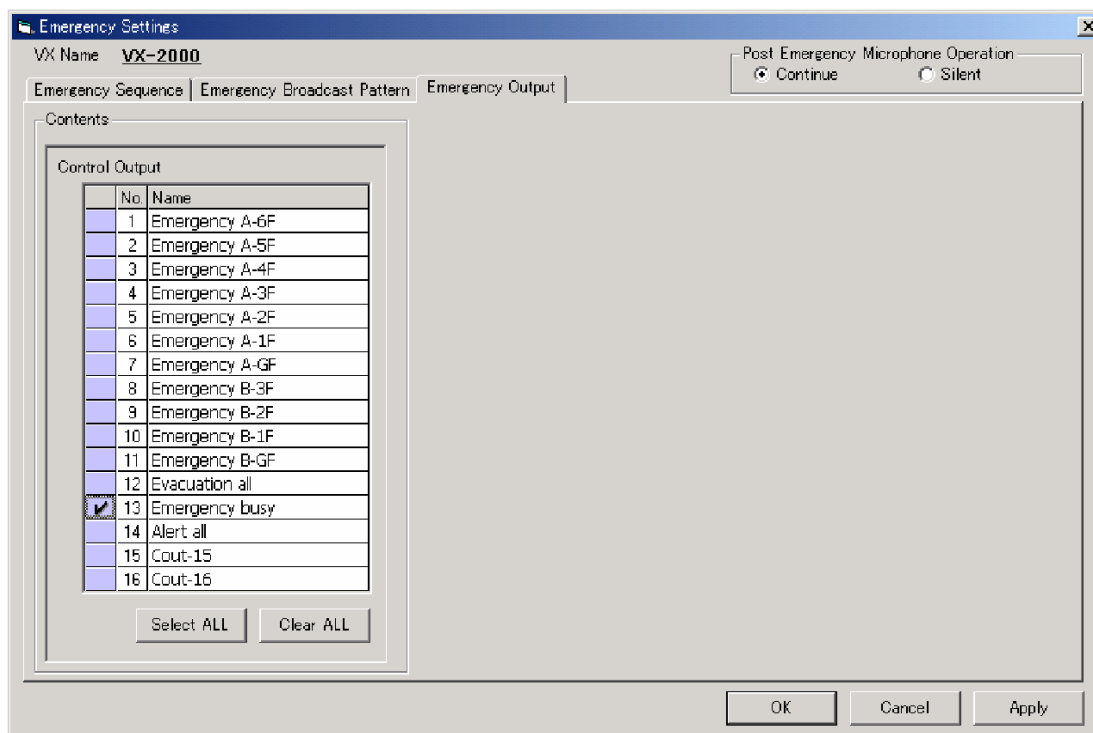 Emergency Settings
VX Name VX-2000
Post Emergency Microphone Operation
Continue Silent
Emergency Sequence Emergency Broadcast Pattern Emergency Output
Contents
Control Output
No. Name
1 Emergency A-6F
2 Emergency A-5F
3 Emergency A-4F
4 Emergency A-3F
5 Emergency A-2F
6 Emergency A-1F
7 Emergency A-GF
8 Emergency B-3F
9 Emergency B-2F
10 Emergency B-1F
11 Emergency B-GF
12 Evacuation all
13 Emergency busy
14 Alert all
15 Cout-15
16 Cout-16
Select ALL Clear ALL
OK Cancel Apply